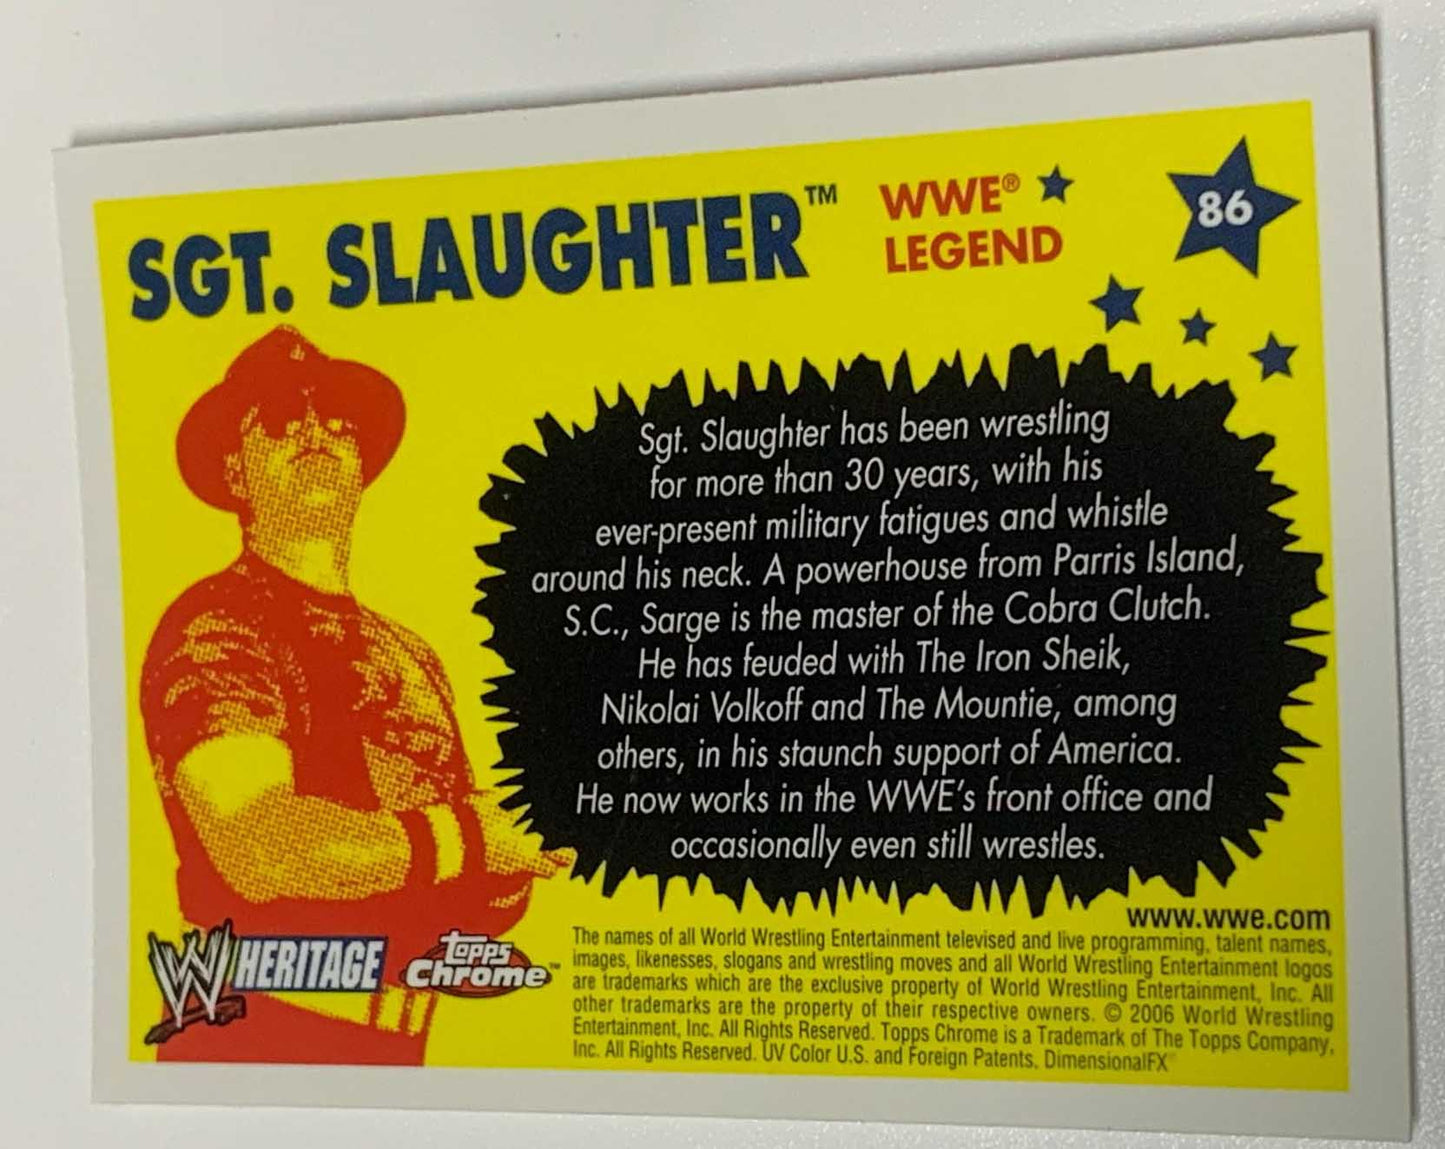 SGT. SLAUGHTER™
WWE®
LEGEND
86
Sgt. Slaughter has been wrestling
for more than 30 years, with his
ever-present military fatigues and whistle
around his neck. A powerhouse from Parris Island,
S.C., Sarge is the master of the Cobra Clutch.
He has feuded with The Iron Sheik,
Nikolai Volkoff and The Mountie, among
others, in his staunch support of America.
He now works in the WWE's front office and
occasionally even still wrestles.
www.wwe.com
W HERITAGE
Topps
Chrome™
The names of all World Wrestling Entertainment televised and live programming, talent names,
images, likenesses, slogans and wrestling moves and all World Wrestling Entertainment logos
are trademarks which are the exclusive property of World Wrestling Entertainment, Inc. All
other trademarks are the property of their respective owners. © 2006 World Wrestling
Entertainment, Inc. All Rights Reserved. Topps Chrome is a Trademark of The Topps Company,
Inc. All Rights Reserved. UV Color U.S. and Foreign Patents. DimensionalFX